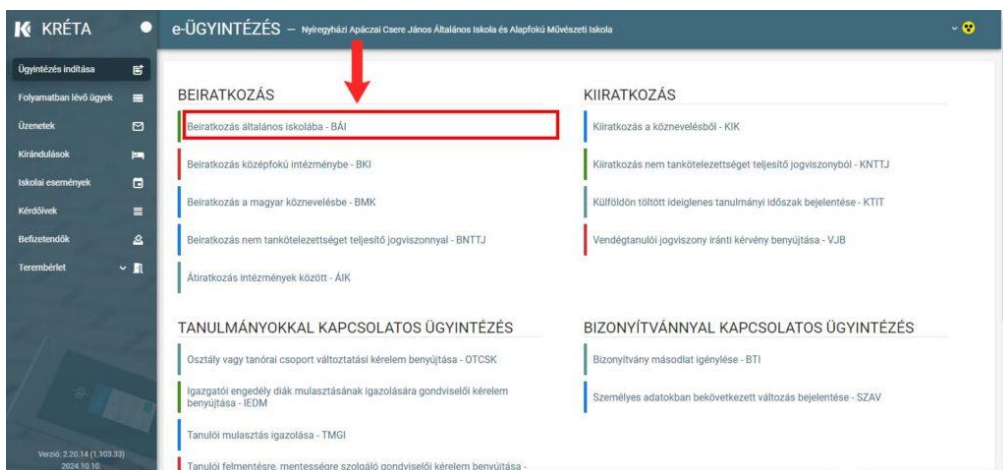 KRÉTA
e-ÜGYINTÉZÉS – Nyíregyházi Apáczai Csere János Általános Iskola és Alapfokú Művészeti Iskola
Ügyintézés indítása
Folyamatban lévő ügyek
Üzenetek
Kirándulások
Iskolai események
Kérdőívek
Befizetendők
Terembérlet
Verzió: 2.20.14 (1.103.33)
2024.10.10.
BEIRATKOZÁS
Beiratkozás általános iskolába - BÁI
Beiratkozás középfokú intézménybe - BKI
Beiratkozás a magyar köznevelésbe - BMK
Beiratkozás nem tankötelezettséget teljesítő jogviszonnyal - BNTTJ
Átiratkozás intézmények között - ÁIK
KIIRATKOZÁS
Kiiratkozás a köznevelésből - KIK
Kiiratkozás nem tankötelezettséget teljesítő jogviszonyból - KNTTJ
Külföldön töltött ideiglenes tanulmányi időszak bejelentése - KTIT
Vendégtanulói jogviszony iránti kérvény benyújtása - VJB
TANULMÁNYOKKAL KAPCSOLATOS ÜGYINTÉZÉS
Osztály vagy tanórai csoport változtatási kérelem benyújtása - OTCSK
Igazgatói engedély diák mulasztásának igazolására gondviselői kérelem
benyújtása - IEDM
Tanulói mulasztás igazolása - TMGI
Tanulói felmentésre, mentességre szolgáló gondviselői kérelem benyújtása -
BIZONYÍTVÁNNYAL KAPCSOLATOS ÜGYINTÉZÉS
Bizonyítvány másodlat igénylése - BTI
Személyes adatokban bekövetkezett változás bejelentése - SZAV